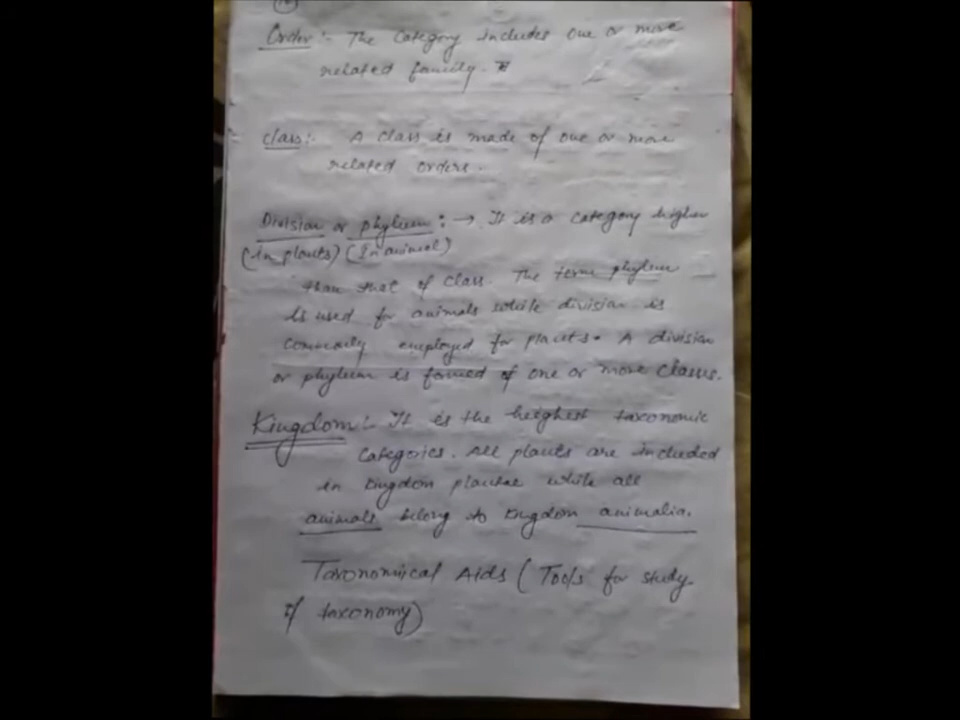 Order :- The Category includes one or more
related family.
Class:- A class is made of one or more
related orders.
Division or phylum : → It is a category higher
(in plants) (In animal)
than that of class. The term phylum
is used for animals while division is
commonly employed for plants. A division
or phylum is formed of one or more classes.
Kingdom :- It is the heighest taxonomic
categories. All plants are included
in kingdom plantae while all
animals belong to kingdom animalia.
Taxonomical Aids ( Tools for study
of taxonomy)